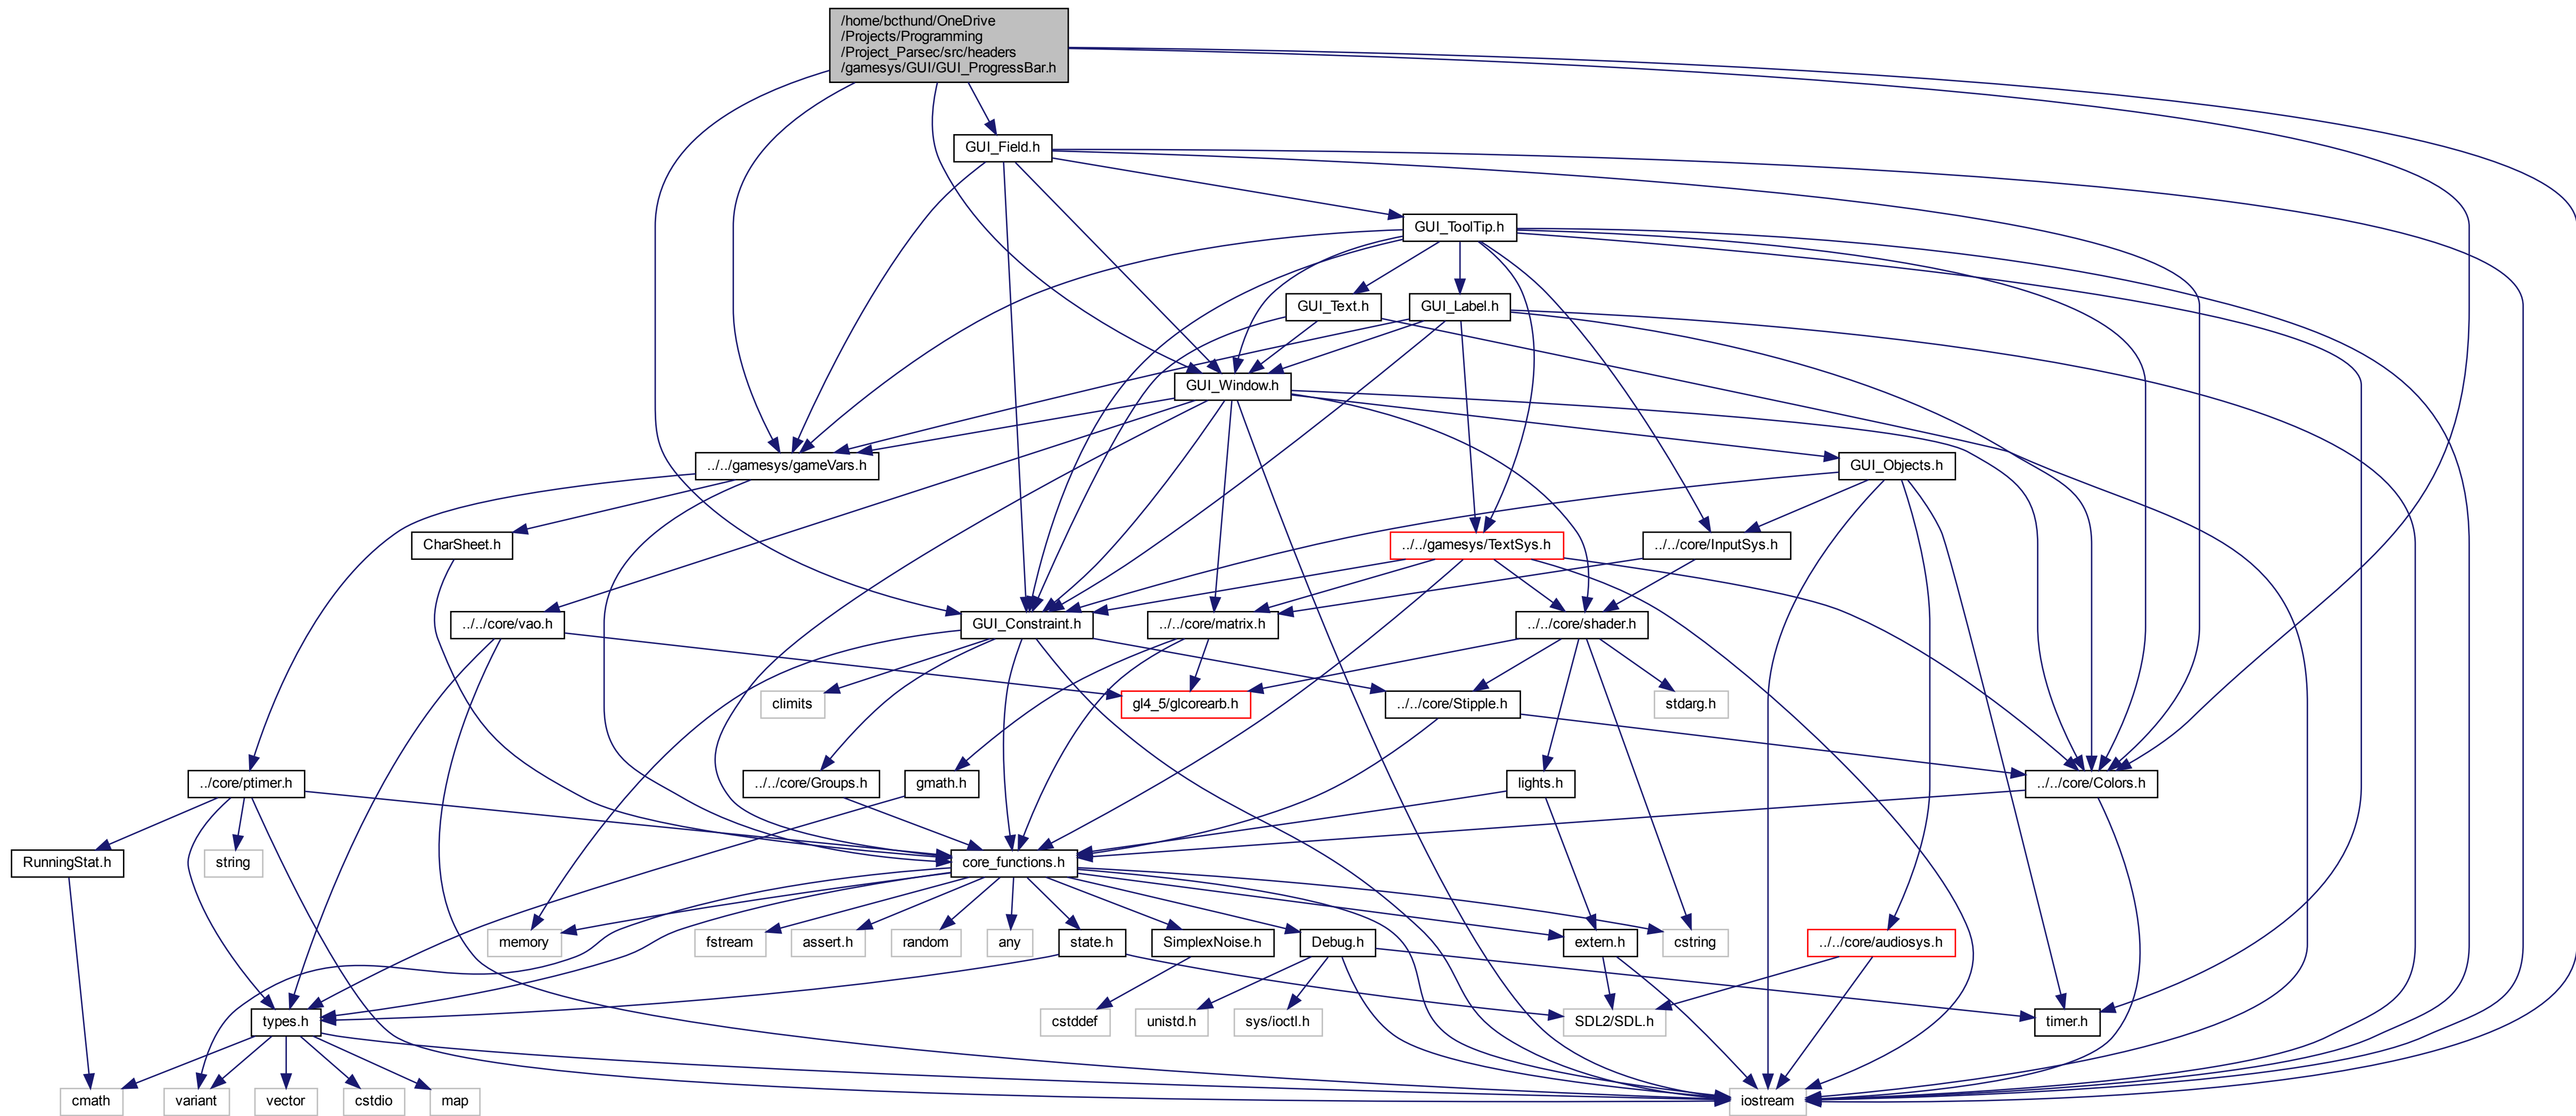 /home/bcthund/OneDrive
/Projects/Programming
/Project_Parsec/src/headers
/gamesys/GUI/GUI_ProgressBar.h
GUI_Field.h
GUI_ToolTip.h
GUI_Text.h
GUI_Label.h
GUI_Window.h
../../gamesys/gameVars.h
GUI_Objects.h
CharSheet.h
../../gamesys/TextSys.h
../../core/InputSys.h
../../core/vao.h
GUI_Constraint.h
../../core/matrix.h
../../core/shader.h
climits
gl4_5/glcorearb.h
../../core/Stipple.h
stdarg.h
../core/ptimer.h
../../core/Groups.h
gmath.h
lights.h
../../core/Colors.h
RunningStat.h
string
core_functions.h
memory
fstream
assert.h
random
any
state.h
SimplexNoise.h
Debug.h
extern.h
cstring
../../core/audiosys.h
types.h
cstddef
unistd.h
sys/ioctl.h
SDL2/SDL.h
timer.h
cmath
variant
vector
cstdio
map
iostream